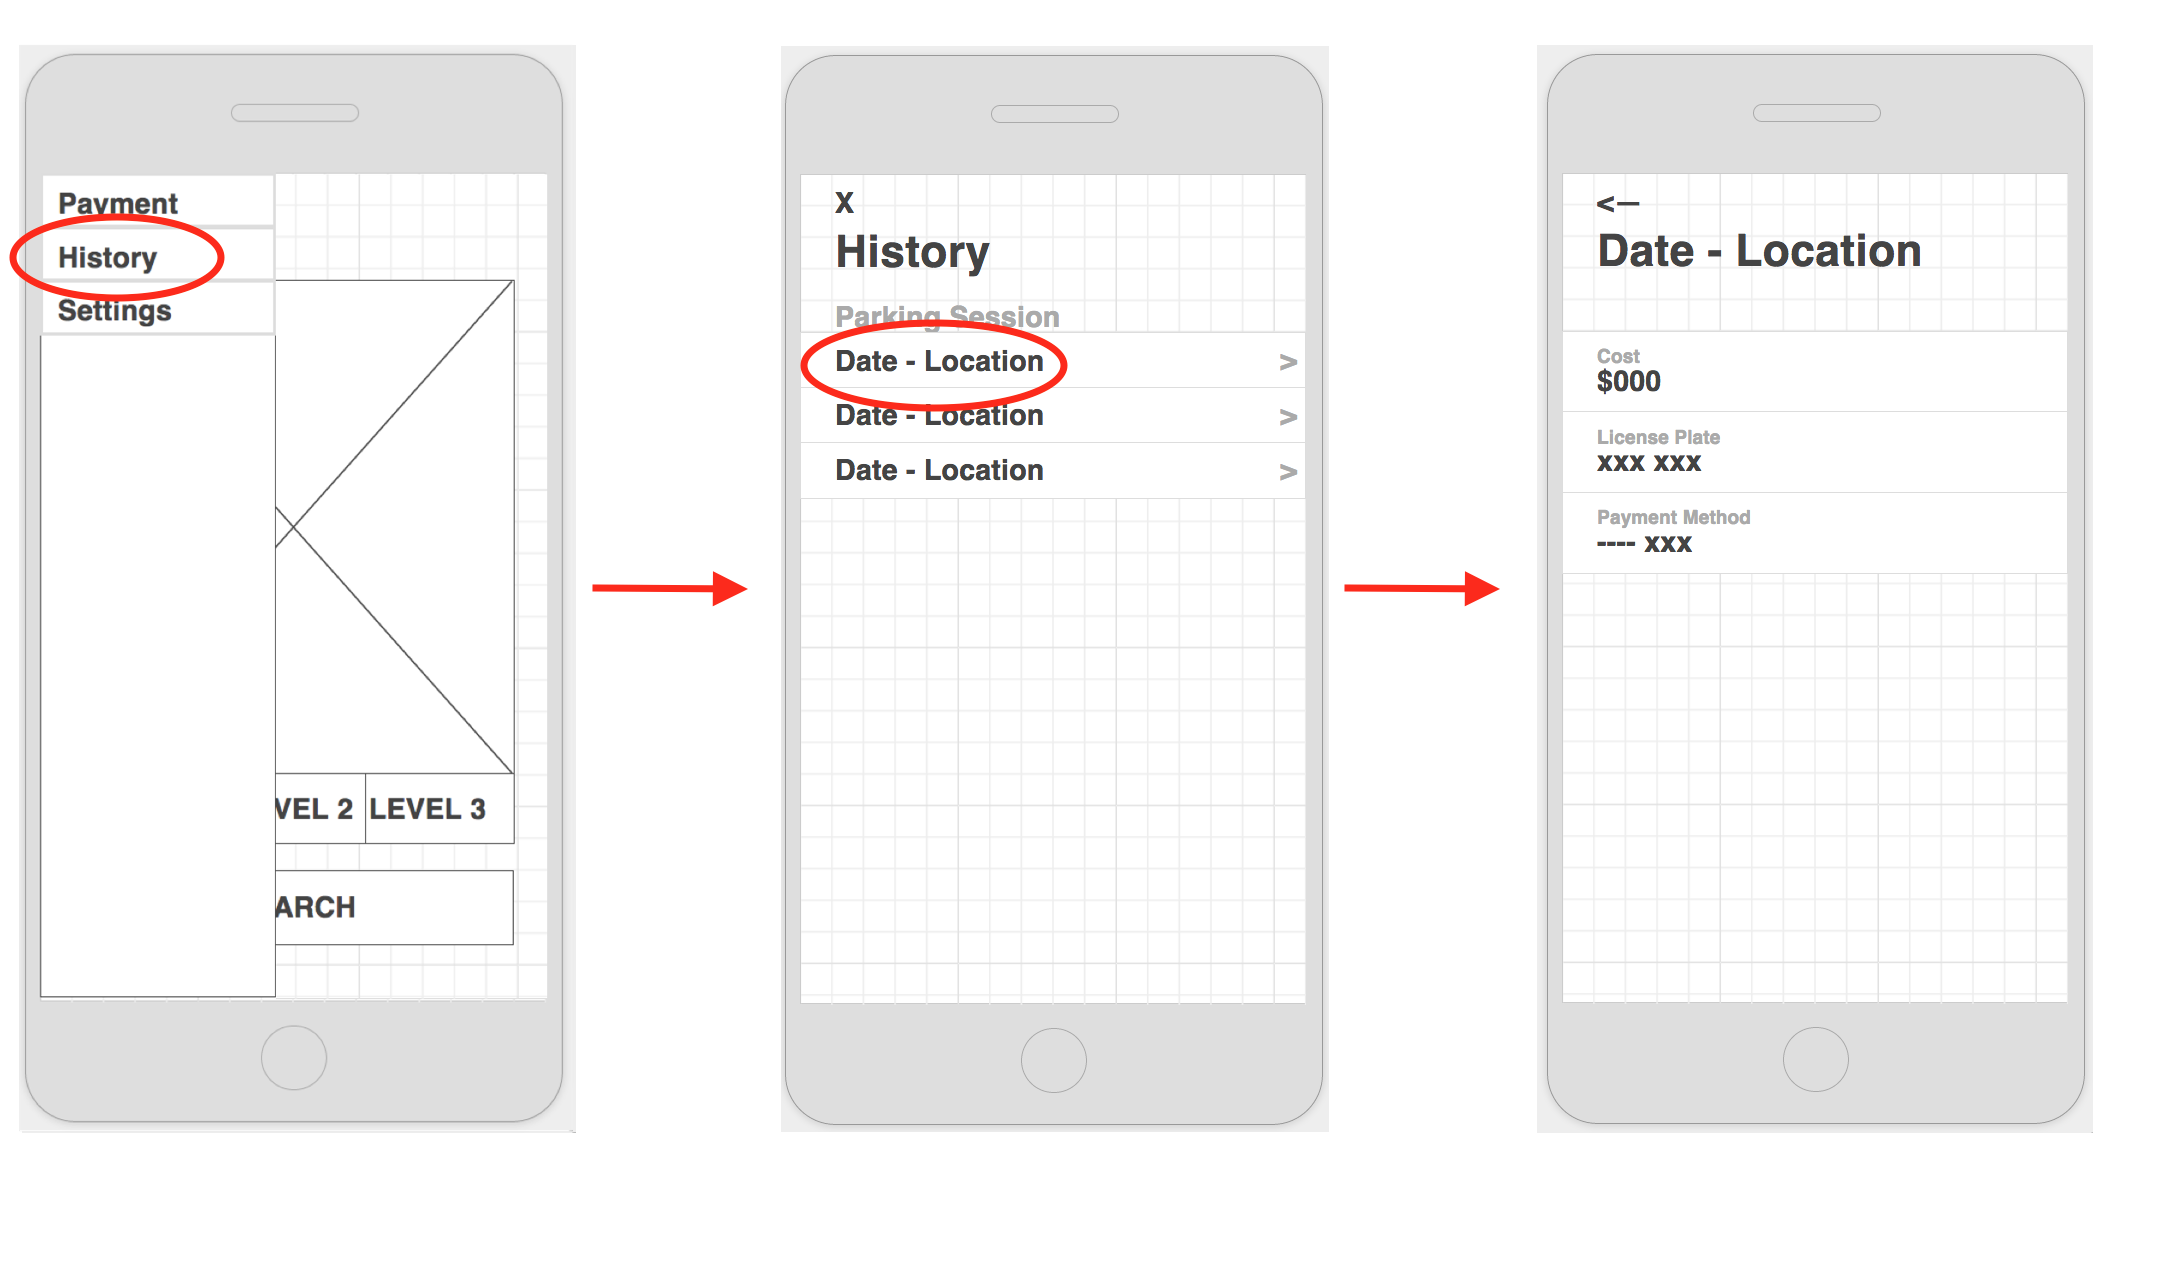 Payment
History
Settings
VEL 2
LEVEL 3
ARCH
X
History
Parking Session
Date - Location >
Date - Location >
Date - Location >
<—
Date - Location
Cost
$000
License Plate
xxx xxx
Payment Method
---- xxx